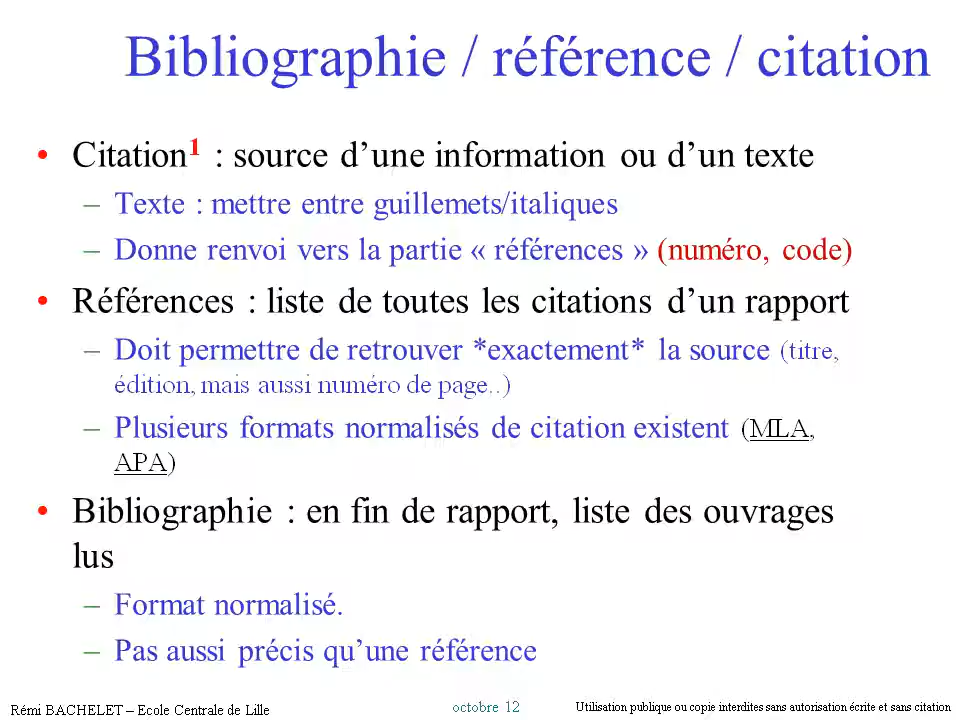 Bibliographie / référence / citation
• Citation1 : source d’une information ou d’un texte
– Texte : mettre entre guillemets/italiques
– Donne renvoi vers la partie « références » (numéro, code)
• Références : liste de toutes les citations d’un rapport
– Doit permettre de retrouver *exactement* la source (titre,
édition, mais aussi numéro de page..)
– Plusieurs formats normalisés de citation existent (MLA,
APA)
• Bibliographie : en fin de rapport, liste des ouvrages
lus
– Format normalisé.
– Pas aussi précis qu’une référence
Rémi BACHELET – Ecole Centrale de Lille
octobre 12
Utilisation publique ou copie interdites sans autorisation écrite et sans citation